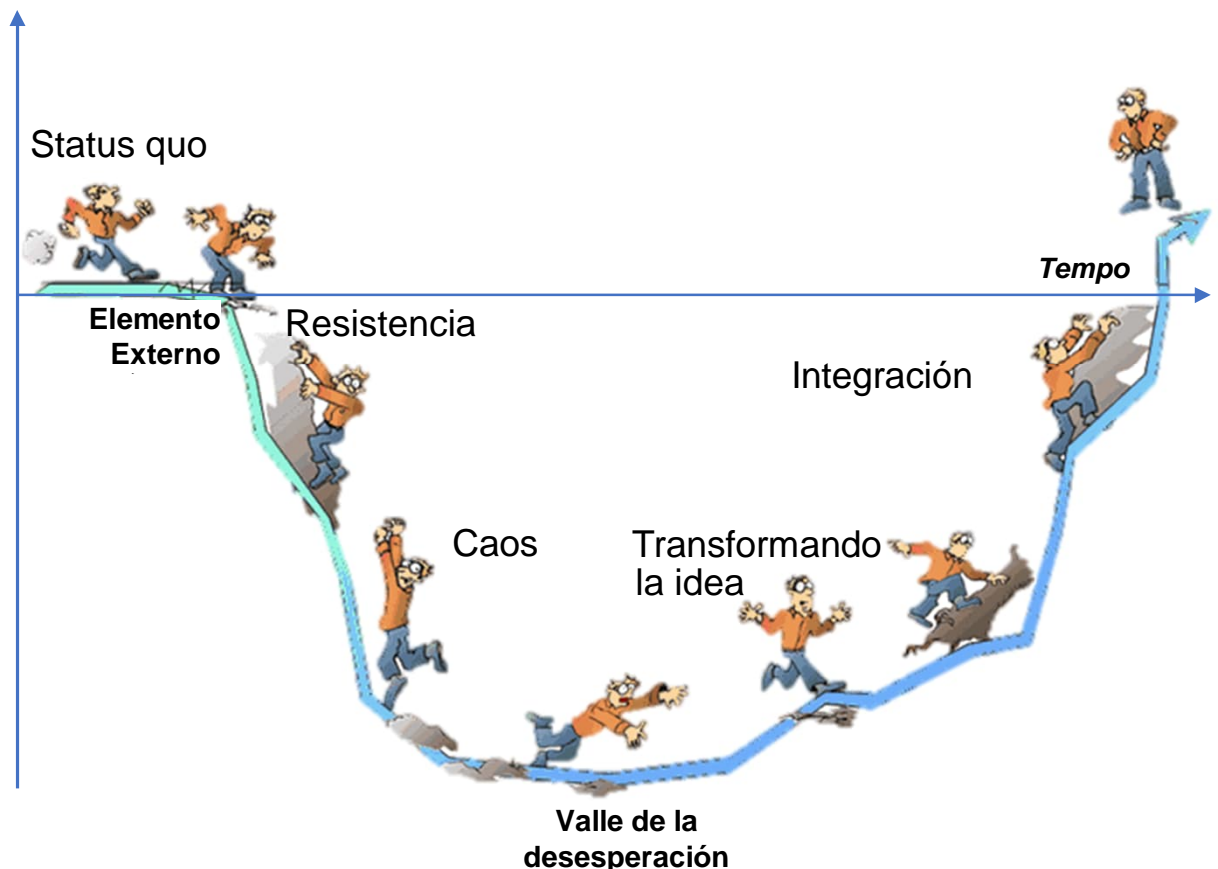 Status quo
Tempo
Elemento
Externo
Resistencia
Integración
Caos
Transformando
la idea
Valle de la
desesperación